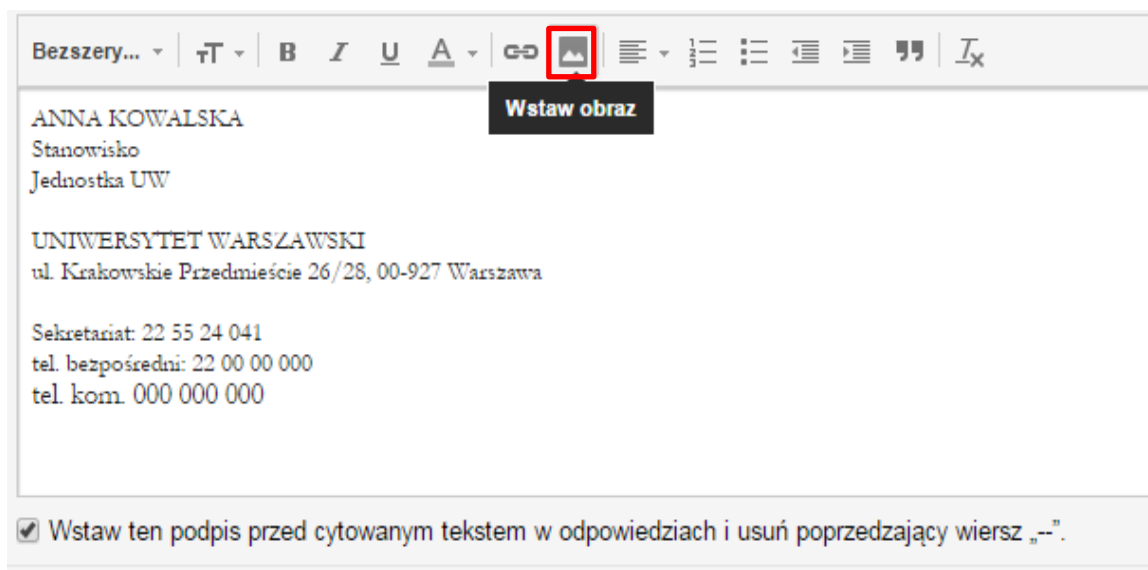 Bezszery...
Wstaw obraz
ANNA KOWALSKA
Stanowisko
Jednostka UW
UNIWERSYTET WARSZAWSKI
ul. Krakowskie Przedmieście 26/28, 00-927 Warszawa
Sekretariat: 22 55 24 041
tel. bezpośredni: 22 00 00 000
tel. kom. 000 000 000
Wstaw ten podpis przed cytowanym tekstem w odpowiedziach i usuń poprzedzający wiersz „--”.